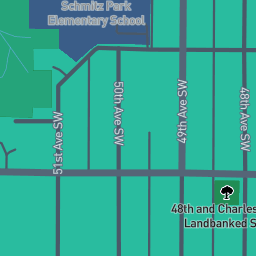 Schmitz Park
Elementary School
50th Ave SW
49th Ave SW
48th Ave SW
51st Ave SW
48th and Charles
Landbanked S